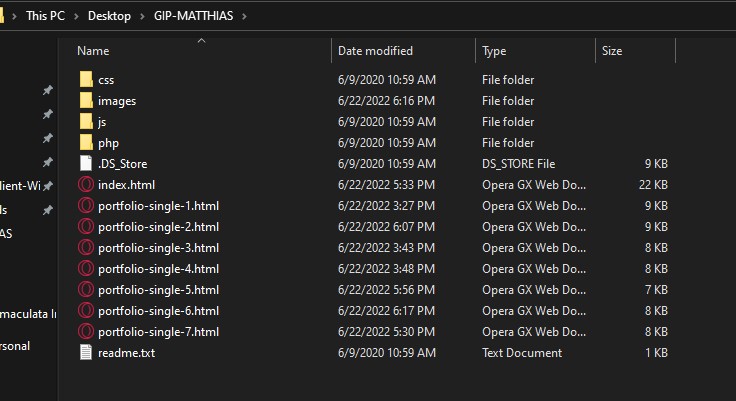 This PC > Desktop > GIP-MATTHIAS >
Name Date modified Type Size
css 6/9/2020 10:59 AM File folder
images 6/22/2022 6:16 PM File folder
js 6/9/2020 10:59 AM File folder
php 6/9/2020 10:59 AM File folder
.DS_Store 6/9/2020 10:59 AM DS_STORE File 9 KB
lient-Wi index.html 6/22/2022 5:33 PM Opera GX Web Do... 22 KB
ls portfolio-single-1.html 6/22/2022 3:27 PM Opera GX Web Do... 9 KB
AS portfolio-single-2.html 6/22/2022 6:07 PM Opera GX Web Do... 9 KB
portfolio-single-3.html 6/22/2022 3:43 PM Opera GX Web Do... 8 KB
portfolio-single-4.html 6/22/2022 3:48 PM Opera GX Web Do... 8 KB
portfolio-single-5.html 6/22/2022 5:56 PM Opera GX Web Do... 7 KB
maculata In portfolio-single-6.html 6/22/2022 6:17 PM Opera GX Web Do... 8 KB
portfolio-single-7.html 6/22/2022 5:30 PM Opera GX Web Do... 8 KB
rsonal readme.txt 6/9/2020 10:59 AM Text Document 1 KB